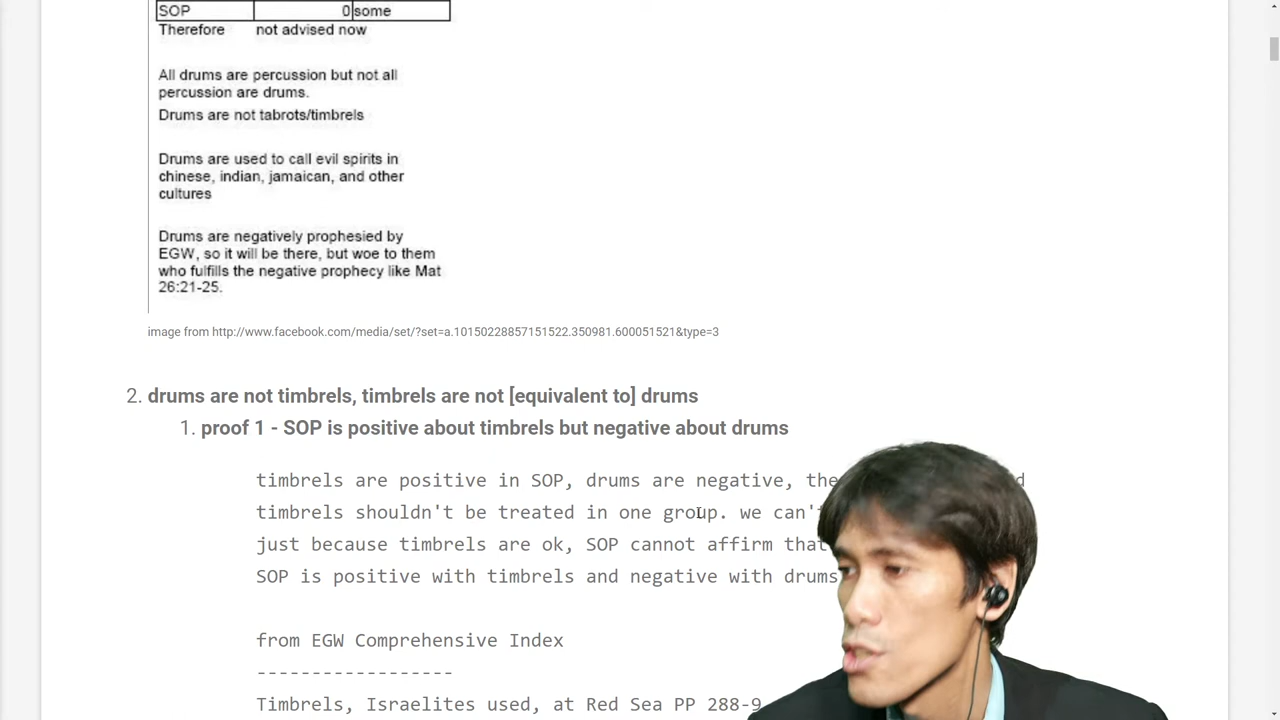 SOP 0 some
Therefore not advised now
All drums are percussion but not all
percussion are drums.
Drums are not tabrots/timbrels
Drums are used to call evil spirits in
chinese, indian, jamaican, and other
cultures
Drums are negatively prophesied by
EGW, so it will be there, but woe to them
who fulfills the negative prophecy like Mat
26:21-25.
image from http://www.facebook.com/media/set/?set=a.10150228857151522.350981.600051521&type=3
2. drums are not timbrels, timbrels are not [equivalent to] drums
1. proof 1 - SOP is positive about timbrels but negative about drums
timbrels are positive in SOP, drums are negative,
timbrels shouldn't be treated in one group. we
just because timbrels are ok, SOP cannot affirm
SOP is positive with timbrels and negative with drums
from EGW Comprehensive Index
------------------
Timbrels, Israelites used, at Red Sea PP 288-9